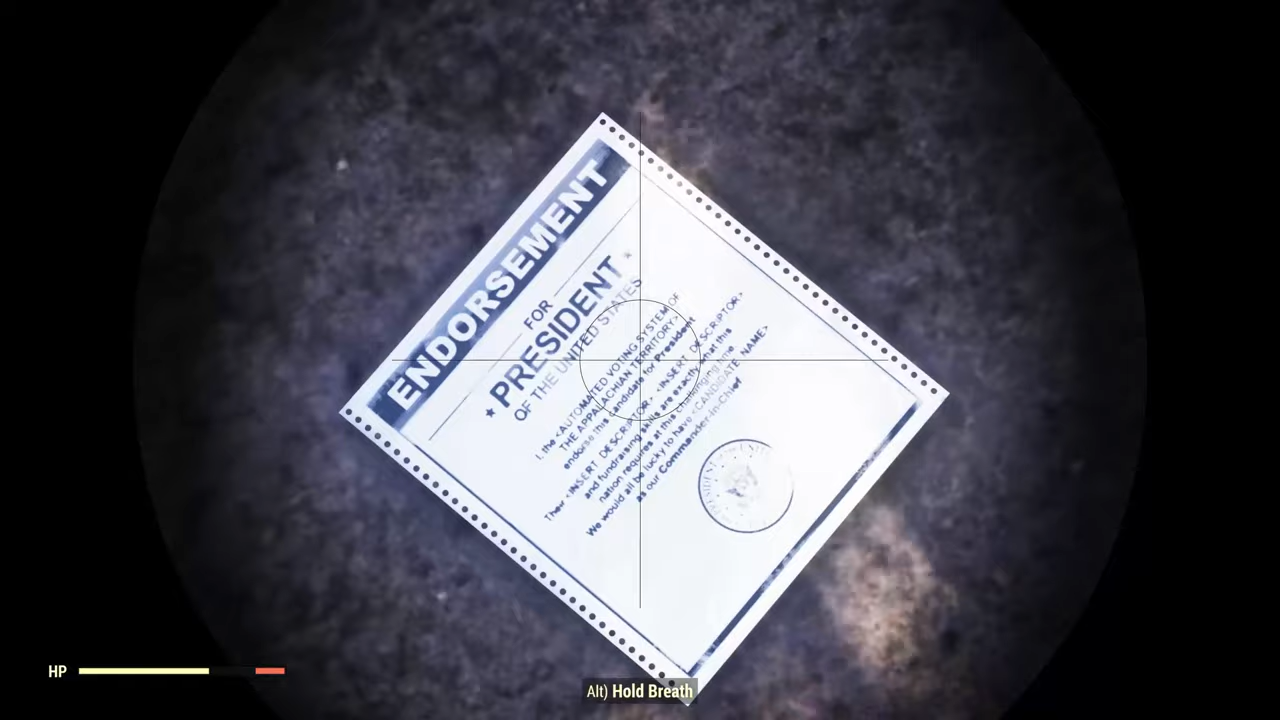 ENDORSEMENT
FOR
★ PRESIDENT ★
OF THE UNITED STATES
I, the <AUTOMATED VOTING SYSTEM OF
THE APPALACHIAN TERRITORY>
endorse this candidate for President
Their <INSERT DESCRIPTOR>, <INSERT DESCRIPTOR>
and fundraising skills are exactly what this
nation requires at this challenging time
We would all be lucky to have <CANDIDATE NAME>
as our Commander-in-Chief
HP
Alt) Hold Breath